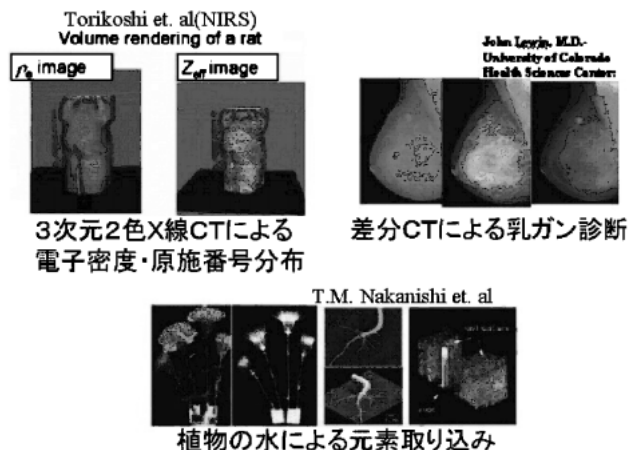 Torikoshi et. al(NIRS)
Volume rendering of a rat
ρe image
Zeff image
John Lewin, M.D.-
University of Colorado
Health Sciences Center:
3次元2色X線CTによる
電子密度・原施番号分布
差分CTによる乳ガン診断
T.M. Nakanishi et. al
植物の水による元素取り込み